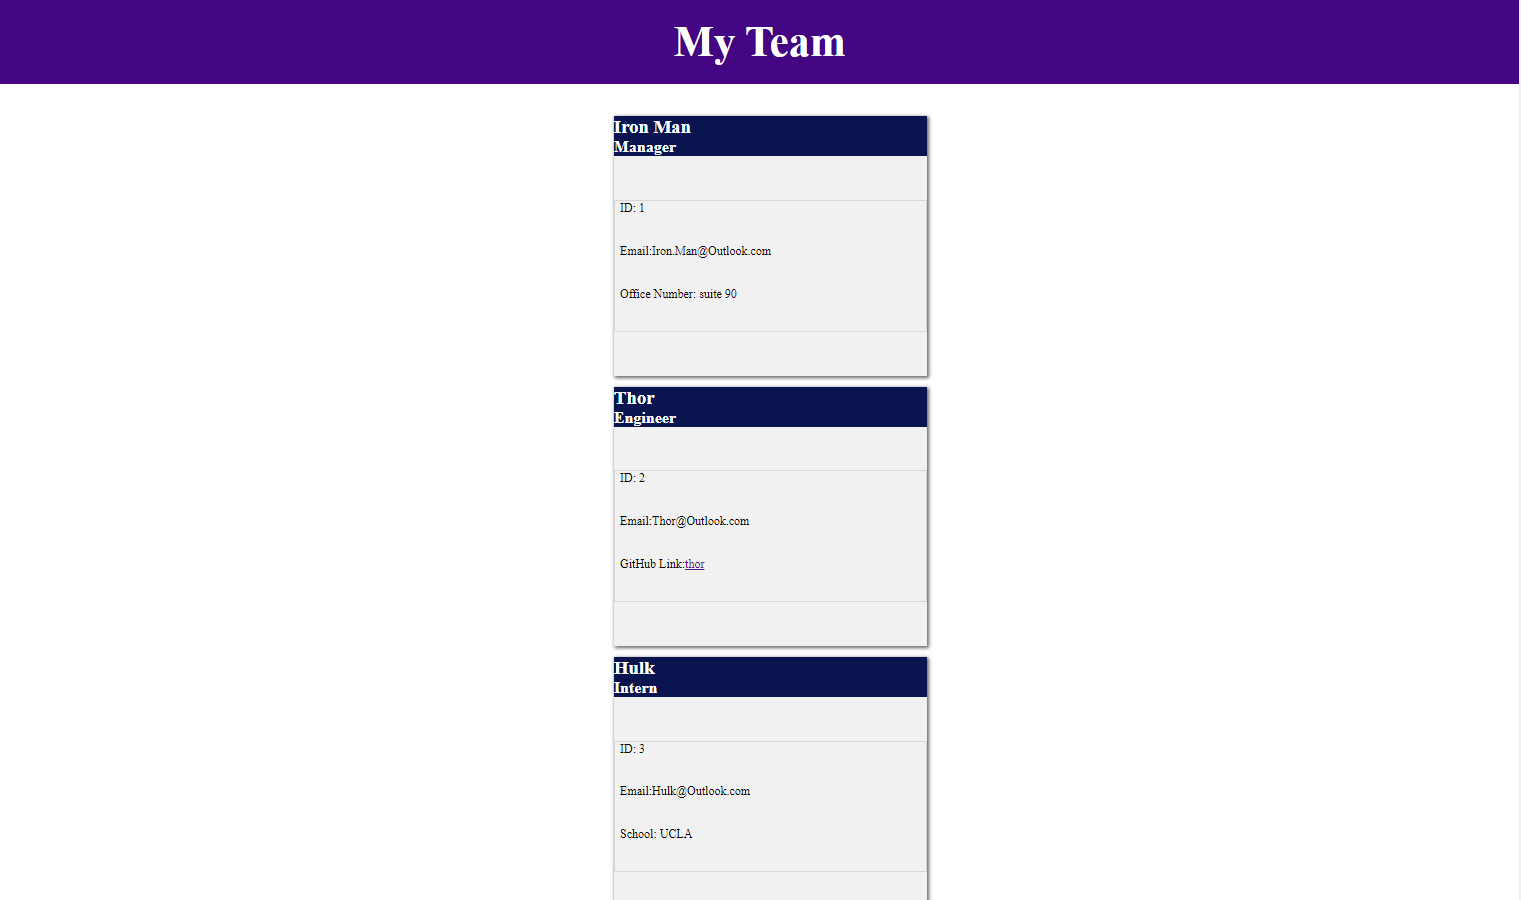 My Team
Iron Man
Manager
ID: 1
Email:Iron.Man@Outlook.com
Office Number: suite 90
Thor
Engineer
ID: 2
Email:Thor@Outlook.com
GitHub Link:thor
Hulk
Intern
ID: 3
Email:Hulk@Outlook.com
School: UCLA